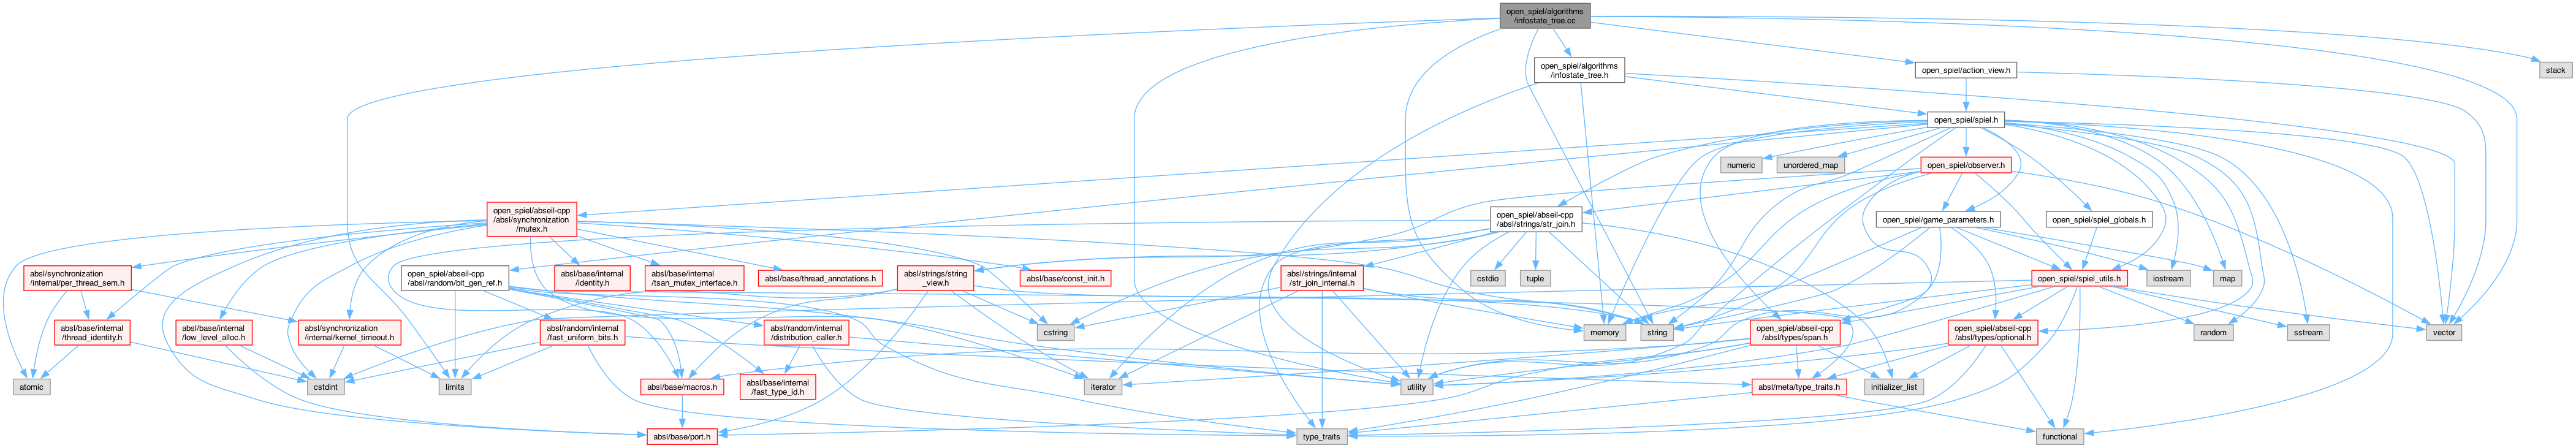 open_spiel/algorithms
/infostate_tree.cc
open_spiel/algorithms
/infostate_tree.h
open_spiel/action_view.h
stack
open_spiel/spiel.h
numeric
unordered_map
open_spiel/observer.h
open_spiel/abseil-cpp
/absl/synchronization
/mutex.h
open_spiel/abseil-cpp
/absl/strings/str_join.h
open_spiel/game_parameters.h
open_spiel/spiel_globals.h
absl/synchronization
/internal/per_thread_sem.h
open_spiel/abseil-cpp
/absl/random/bit_gen_ref.h
absl/base/internal
/identity.h
absl/base/internal
/tsan_mutex_interface.h
absl/base/thread_annotations.h
absl/strings/string
_view.h
absl/base/const_init.h
absl/strings/internal
/str_join_internal.h
cstdio
tuple
open_spiel/spiel_utils.h
iostream
map
absl/base/internal
/thread_identity.h
absl/base/internal
/low_level_alloc.h
absl/synchronization
/internal/kernel_timeout.h
absl/random/internal
/fast_uniform_bits.h
absl/random/internal
/distribution_caller.h
cstring
memory
string
open_spiel/abseil-cpp
/absl/types/span.h
open_spiel/abseil-cpp
/absl/types/optional.h
random
sstream
vector
atomic
cstdint
limits
absl/base/macros.h
absl/base/internal
/fast_type_id.h
iterator
utility
absl/meta/type_traits.h
initializer_list
absl/base/port.h
type_traits
functional